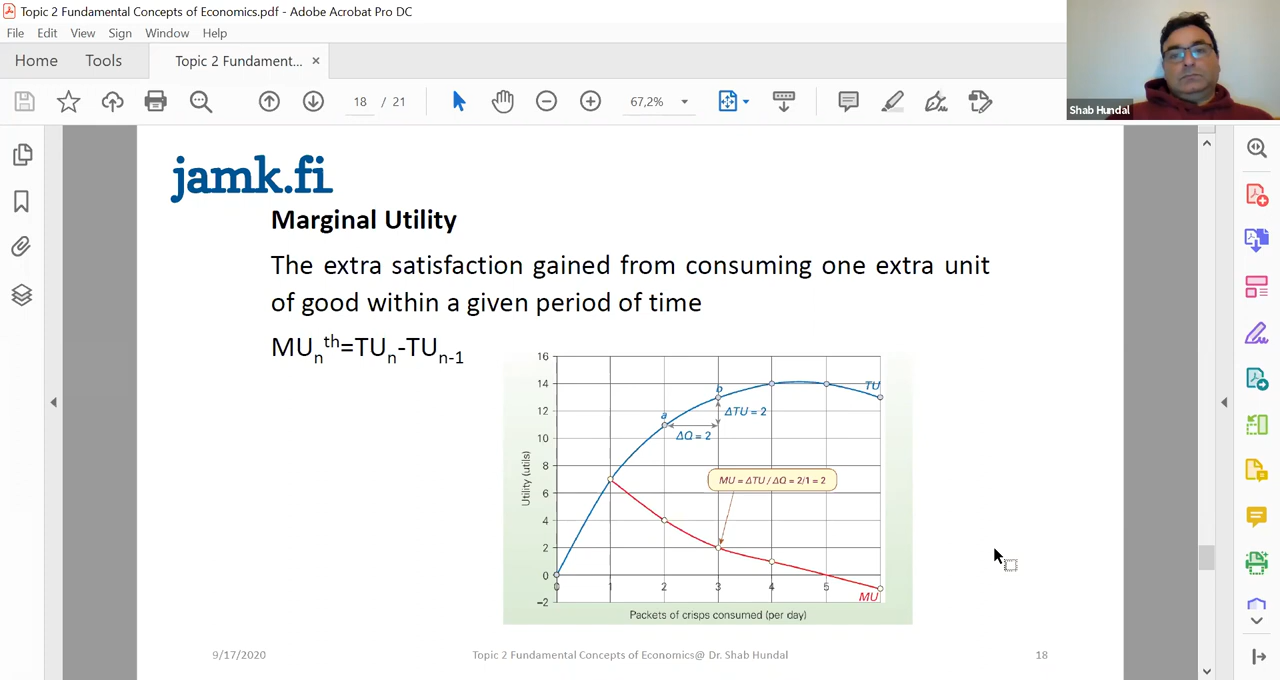 Topic 2 Fundamental Concepts of Economics.pdf - Adobe Acrobat Pro DC
File Edit View Sign Window Help
Home Tools Topic 2 Fundament... ×
18 / 21 67,2%
Shab Hundal
jamk.fi
Marginal Utility
The extra satisfaction gained from consuming one extra unit
of good within a given period of time
MUnth=TUn-TUn-1
16
14
12
10
8
6
4
2
0
−2
Utility (utils)
TU
b
a
ΔTU = 2
ΔQ = 2
MU = ΔTU / ΔQ = 2/1 = 2
0 1 2 3 4 5
MU
Packets of crisps consumed (per day)
9/17/2020 Topic 2 Fundamental Concepts of Economics@ Dr. Shab Hundal 18